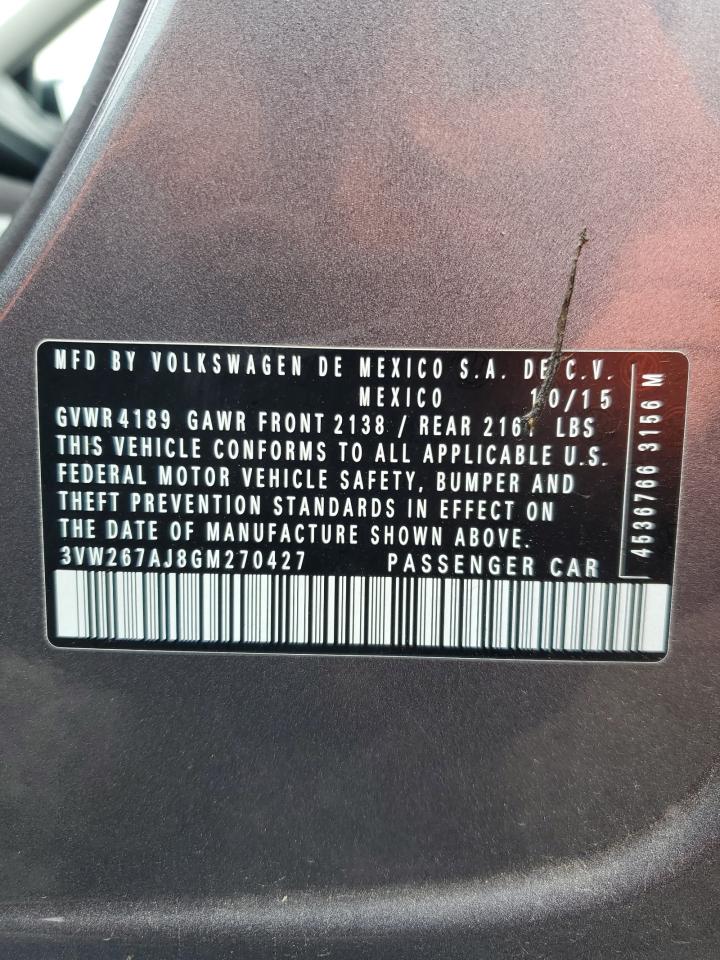 MFD BY VOLKSWAGEN DE MEXICO S.A. DE C.V.
MEXICO 10/15
GVWR 4189 GAWR FRONT 2138 / REAR LBS
THIS VEHICLE CONFORMS TO ALL APPLICABLE U.S.
FEDERAL MOTOR VEHICLE SAFETY, BUMPER AND
THEFT PREVENTION STANDARDS IN EFFECT ON
THE DATE OF MANUFACTURE SHOWN ABOVE.
3VW267AJ8GM270427 PASSENGER CAR
4536766 3156 M